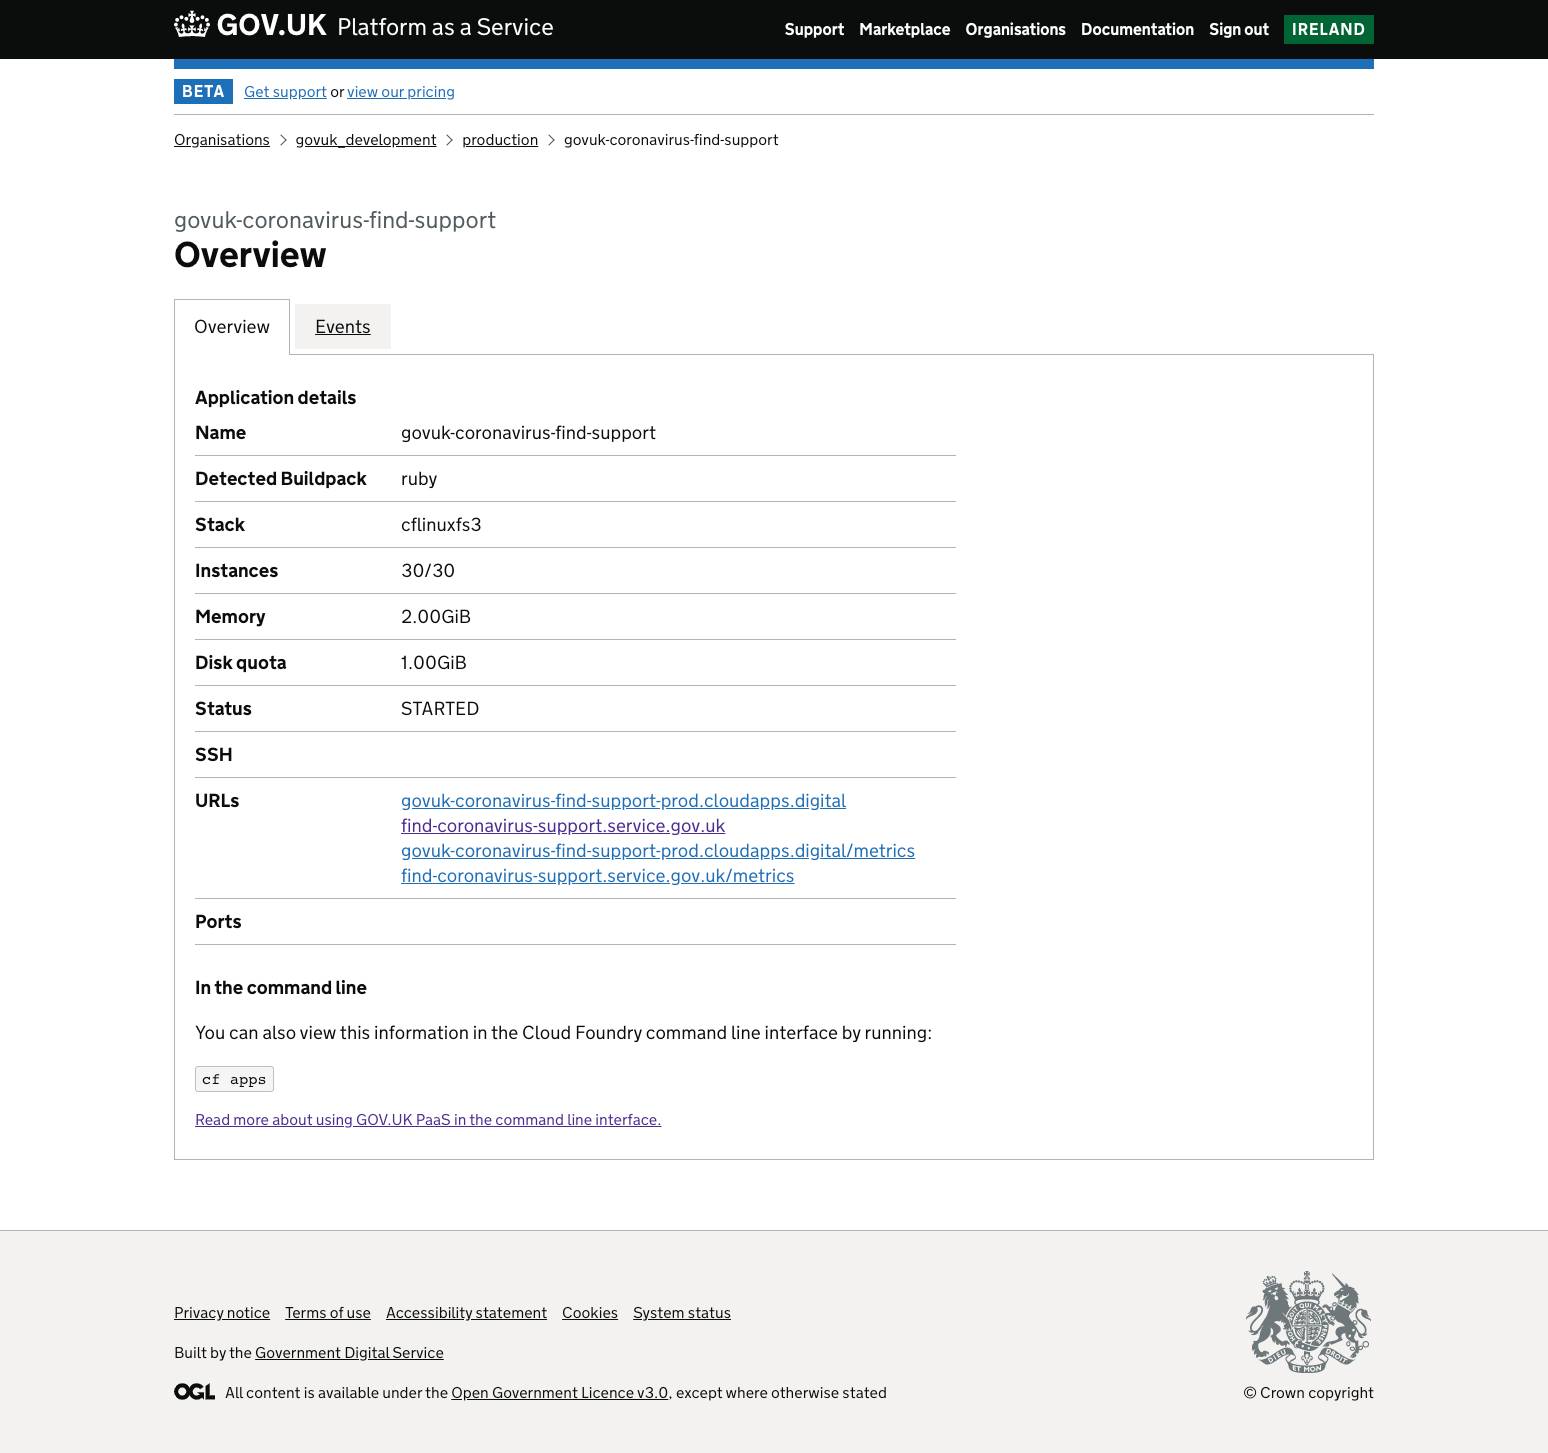 GOV.UK Platform as a Service Support Marketplace Organisations Documentation Sign out IRELAND
BETA Get support or view our pricing
Organisations govuk_development production govuk-coronavirus-find-support
govuk-coronavirus-find-support
Overview
Overview Events
Application details
Name govuk-coronavirus-find-support
Detected Buildpack ruby
Stack cflinuxfs3
Instances 30/30
Memory 2.00GiB
Disk quota 1.00GiB
Status STARTED
SSH
URLs govuk-coronavirus-find-support-prod.cloudapps.digital
find-coronavirus-support.service.gov.uk
govuk-coronavirus-find-support-prod.cloudapps.digital/metrics
find-coronavirus-support.service.gov.uk/metrics
Ports
In the command line
You can also view this information in the Cloud Foundry command line interface by running:
cf apps
Read more about using GOV.UK PaaS in the command line interface.
Privacy notice Terms of use Accessibility statement Cookies System status
Built by the Government Digital Service
OGL All content is available under the Open Government Licence v3.0, except where otherwise stated
DIEU ET MON DROIT
© Crown copyright